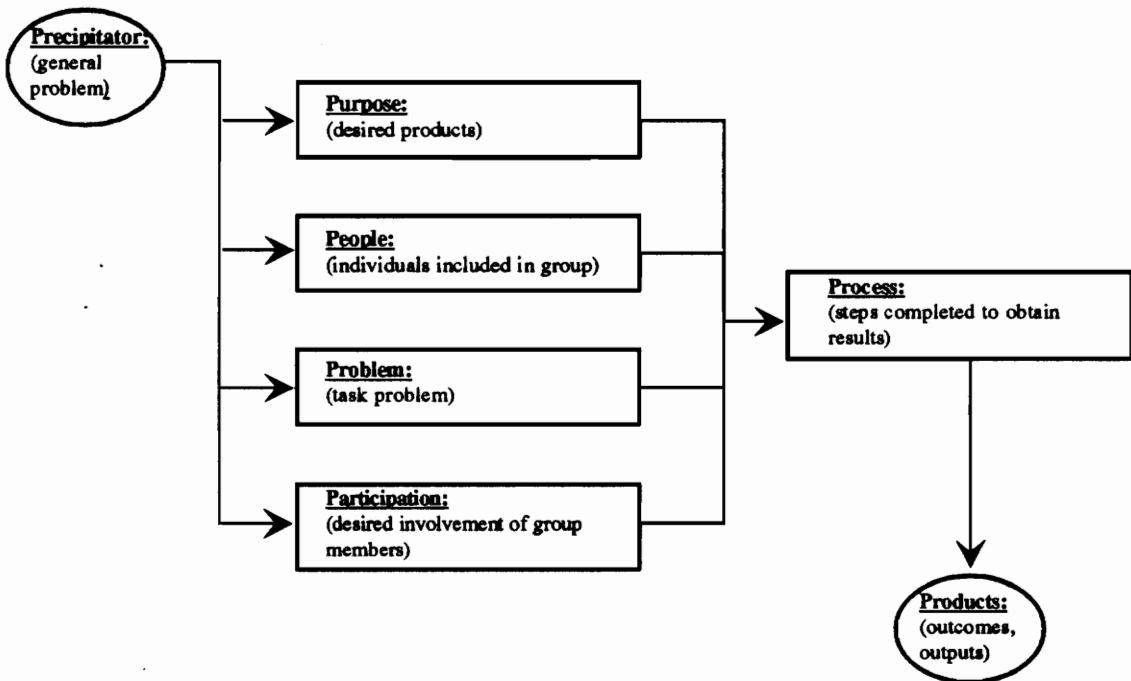 Precipitator:
(general
problem)
Purpose:
(desired products)
People:
(individuals included in group)
Problem:
(task problem)
Participation:
(desired involvement of group
members)
Process:
(steps completed to obtain
results)
Products:
(outcomes,
outputs)